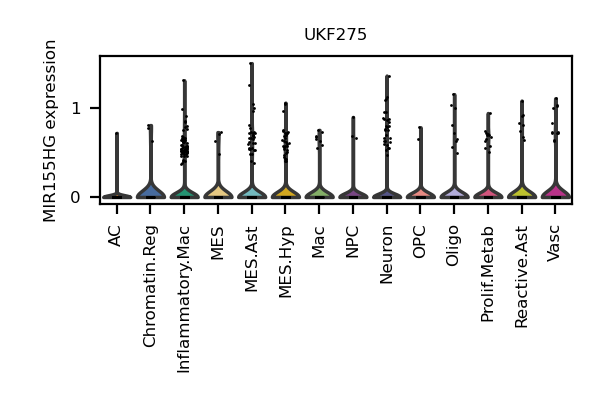 UKF275
MIR155HG expression
1
0
AC
Chromatin.Reg
Inflammatory.Mac
MES
MES.Ast
MES.Hyp
Mac
NPC
Neuron
OPC
Oligo
Prolif.Metab
Reactive.Ast
Vasc